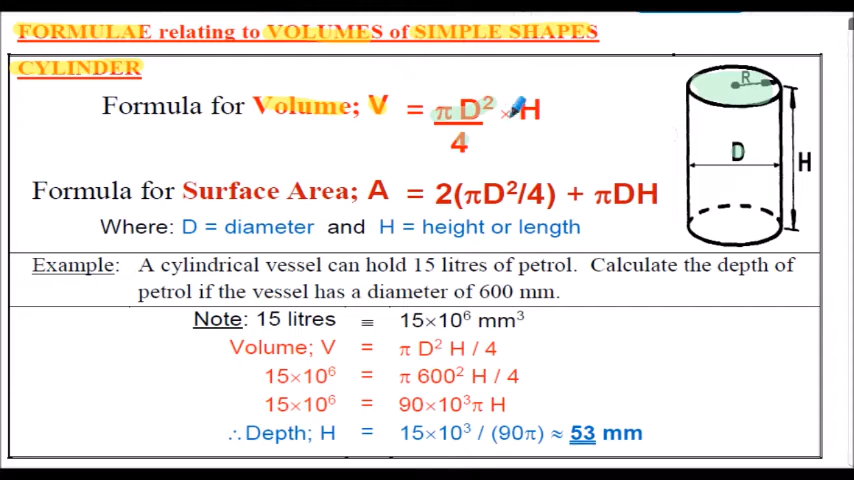 FORMULAE relating to VOLUMES of SIMPLE SHAPES
CYLINDER
Formula for Volume; V = π D² × H
4
Formula for Surface Area; A = 2(πD²/4) + πDH
Where: D = diameter and H = height or length
R
D
H
Example: A cylindrical vessel can hold 15 litres of petrol. Calculate the depth of
petrol if the vessel has a diameter of 600 mm.
Note: 15 litres ≡ 15×10⁶ mm³
Volume; V = π D² H / 4
15×10⁶ = π 600² H / 4
15×10⁶ = 90×10³π H
∴Depth; H = 15×10³ / (90π) ≈ 53 mm